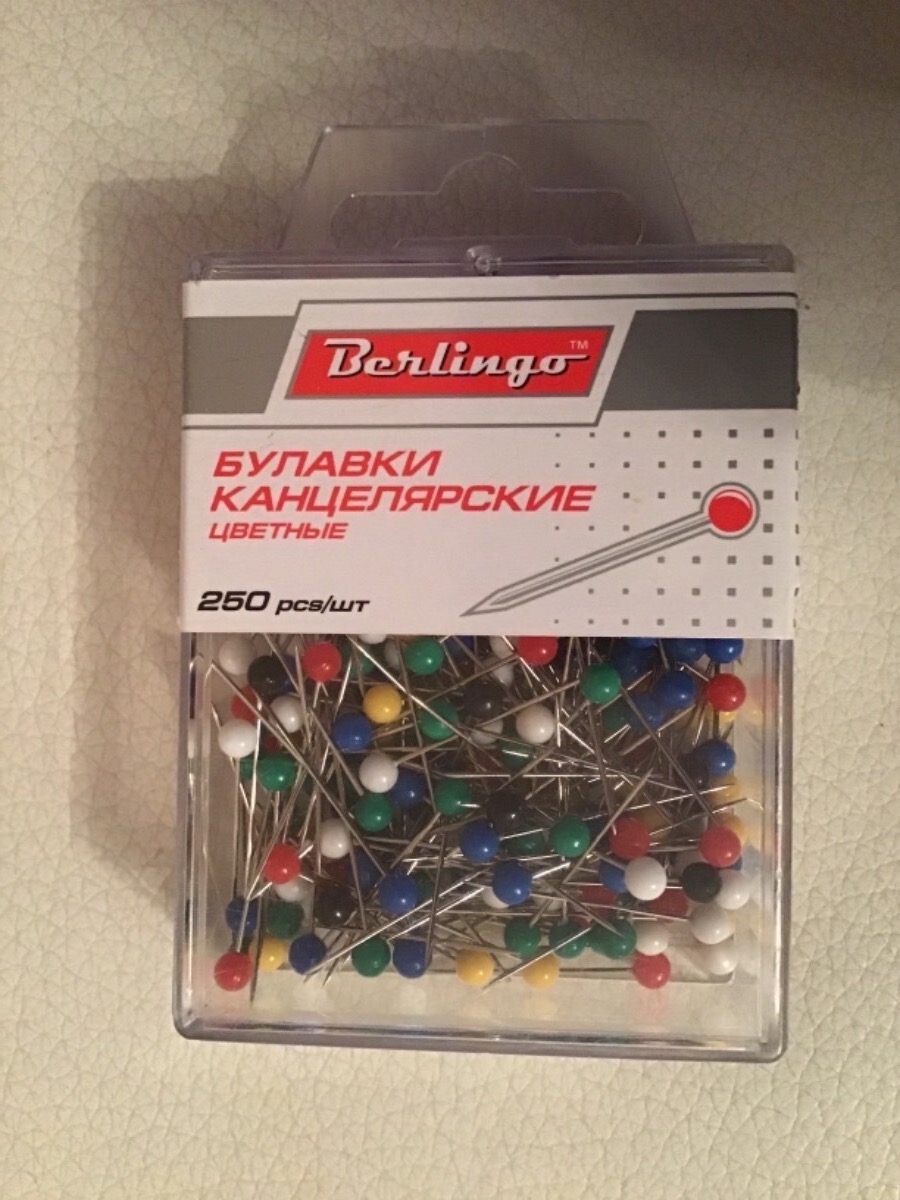 Berlingo™
БУЛАВКИ
КАНЦЕЛЯРСКИЕ
ЦВЕТНЫЕ
250 pcs/шт